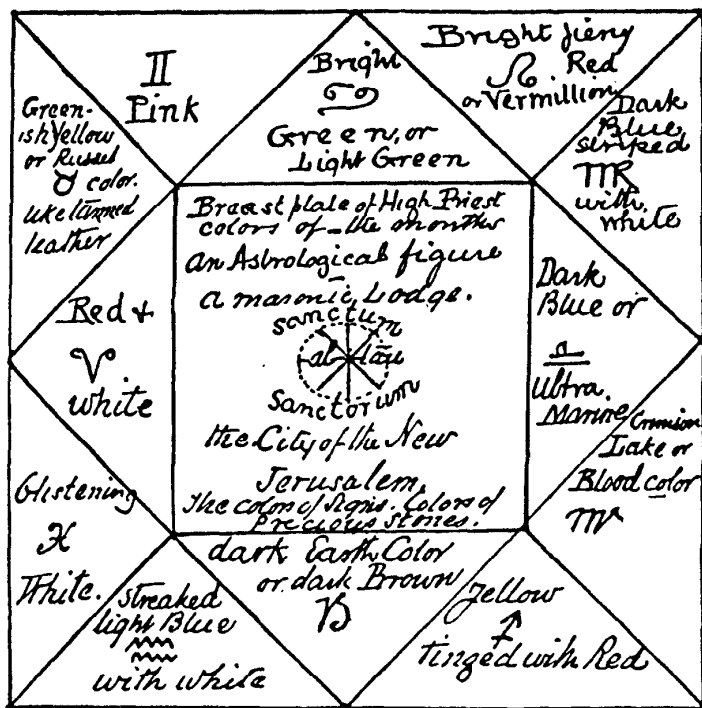 II
Pink
Bright
♋
Green, or
Light Green
Bright fiery
♌ Red
or Vermillion
Dark
Blue
striped
♍
with
white
Green-
ish Yellow
or Russet
♉ color.
like tanned
leather
Breast plate of High Priest
colors of the months
an Astrological figure
a masonic Lodge.
Sanctum
Sanctorum
the City of the New
Jerusalem.
The colors of Signs. Colors of
Precious stones.
Red &
♈
white
Dark
Blue or
♎
Ultra.
Marine
Crimson
Lake or
Blood color
♏
Glistening
♓
White.
streaked
light Blue
♒
with white
dark Earth Color
or dark Brown
♑
Yellow
♐
tinged with Red